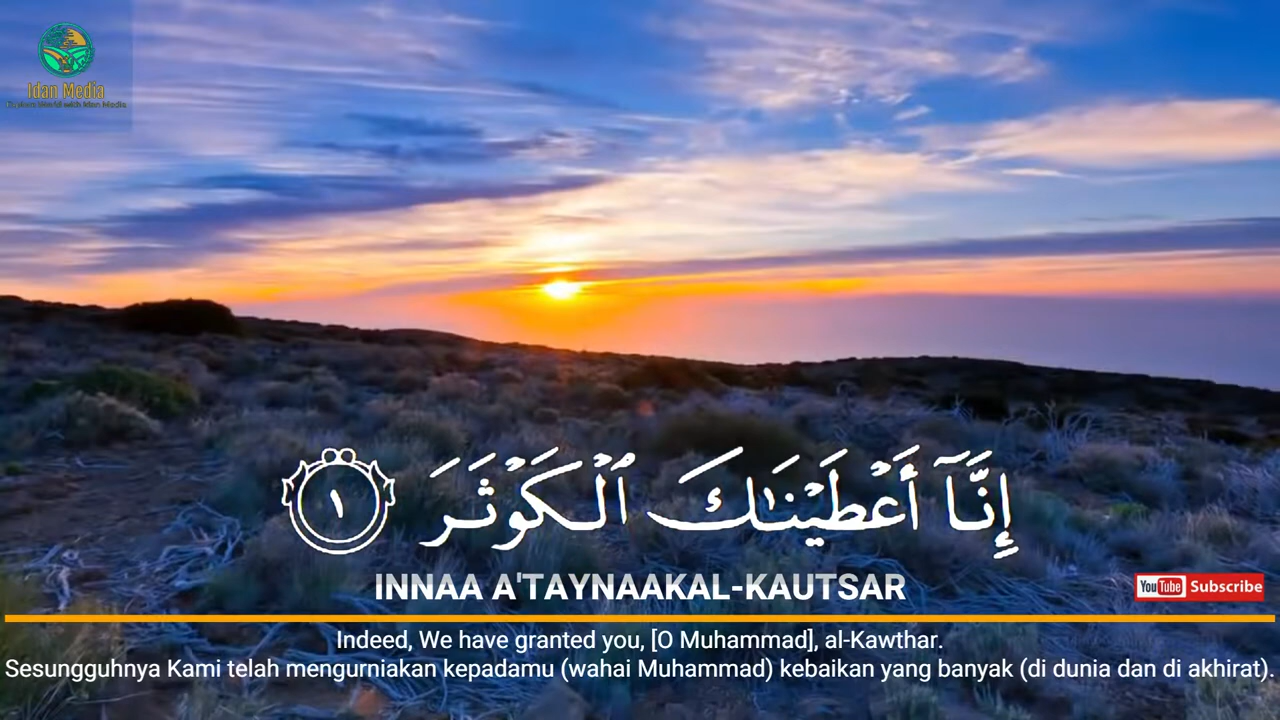 Idan Media
إِنَّآ أَعْطَيْنَٰكَ ٱلْكَوْثَرَ ١
INNAA A'TAYNAAKAL-KAUTSAR
YouTube Subscribe
Indeed, We have granted you, [O Muhammad], al-Kawthar.
Sesungguhnya Kami telah mengurniakan kepadamu (wahai Muhammad) kebaikan yang banyak (di dunia dan di akhirat).